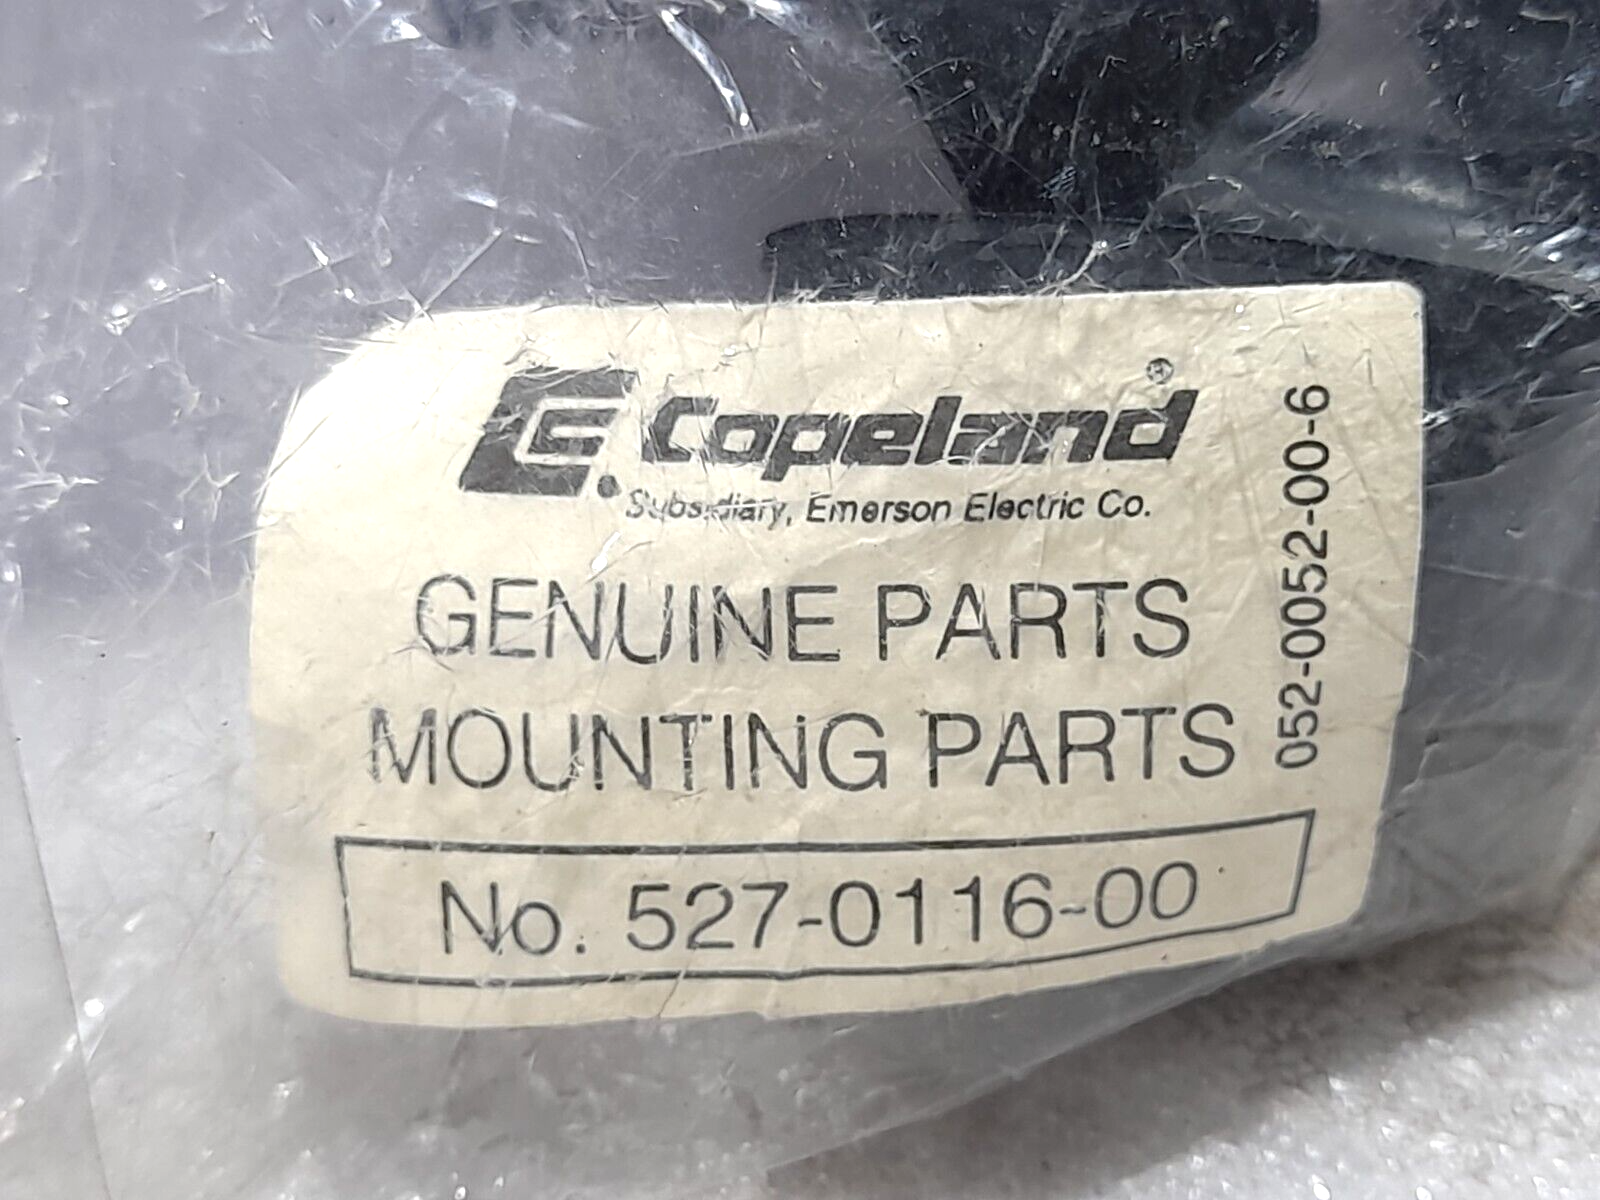 Copeland®
Subsidiary, Emerson Electric Co.
GENUINE PARTS
MOUNTING PARTS
No. 527-0116-00
052-0052-00-6